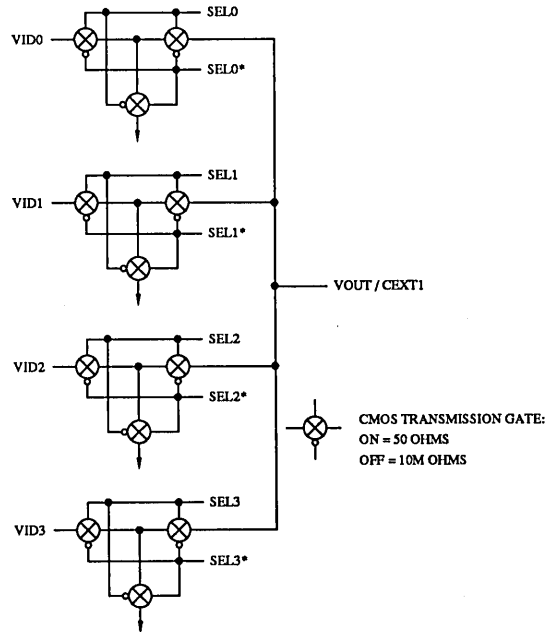 SEL0
VID0
SEL0*
SEL1
VID1
SEL1*
VOUT / CEXT1
SEL2
VID2
SEL2*
CMOS TRANSMISSION GATE:
ON = 50 OHMS
OFF = 10M OHMS
SEL3
VID3
SEL3*